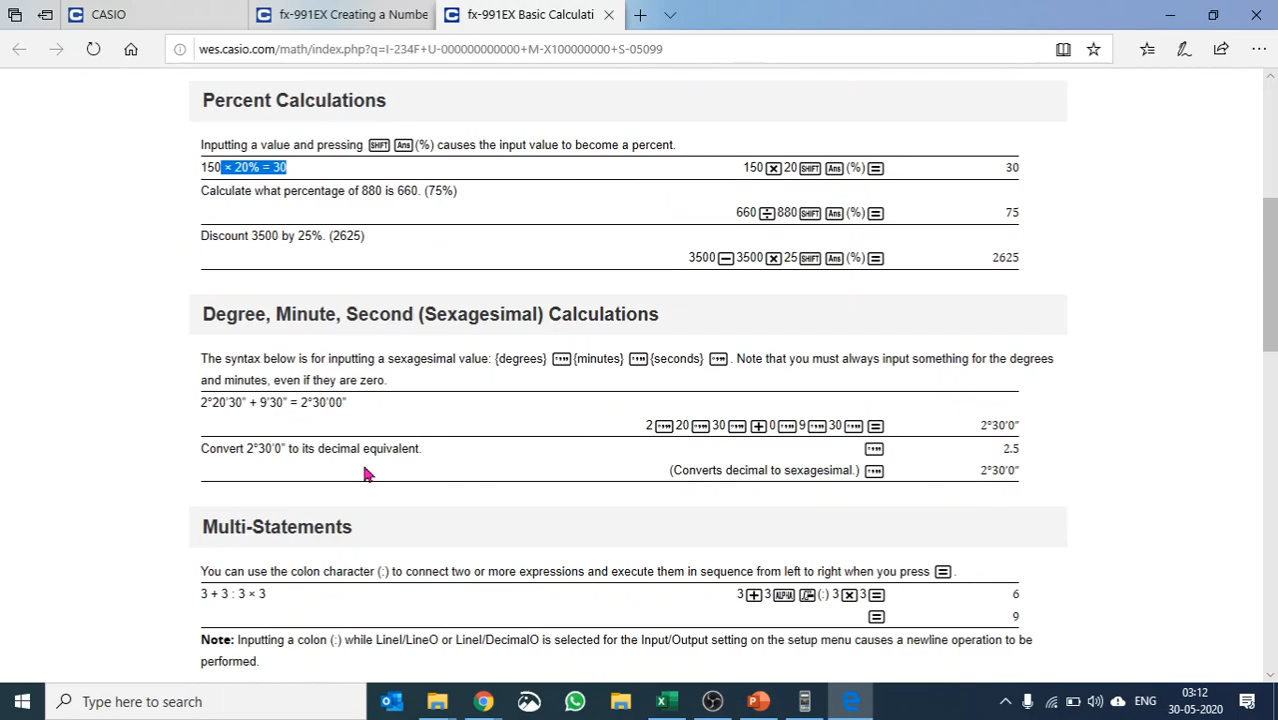 CASIO
fx-991EX Creating a Numbe
fx-991EX Basic Calculati
wes.casio.com/math/index.php?q=I-234F+U-000000000000+M-X100000000+S-05099
Percent Calculations
Inputting a value and pressing SHIFT Ans (%) causes the input value to become a percent.
150 × 20% = 30 150 × 20 SHIFT Ans (%) = 30
Calculate what percentage of 880 is 660. (75%)
660 ÷ 880 SHIFT Ans (%) = 75
Discount 3500 by 25%. (2625)
3500 − 3500 × 25 SHIFT Ans (%) = 2625
Degree, Minute, Second (Sexagesimal) Calculations
The syntax below is for inputting a sexagesimal value: {degrees} °’” {minutes} °’” {seconds} °’” . Note that you must always input something for the degrees
and minutes, even if they are zero.
2°20’30” + 9’30” = 2°30’00”
2 °’” 20 °’” 30 °’” + 0 °’” 9 °’” 30 °’” = 2°30’0”
Convert 2°30’0” to its decimal equivalent. °’” 2.5
(Converts decimal to sexagesimal.) °’” 2°30’0”
Multi-Statements
You can use the colon character (:) to connect two or more expressions and execute them in sequence from left to right when you press = .
3 + 3 : 3 × 3 3 + 3 ALPHA (:) 3 × 3 = 6
= 9
Note: Inputting a colon (:) while LineI/LineO or LineI/DecimalO is selected for the Input/Output setting on the setup menu causes a newline operation to be
performed.
Type here to search
ENG
03:12
30-05-2020